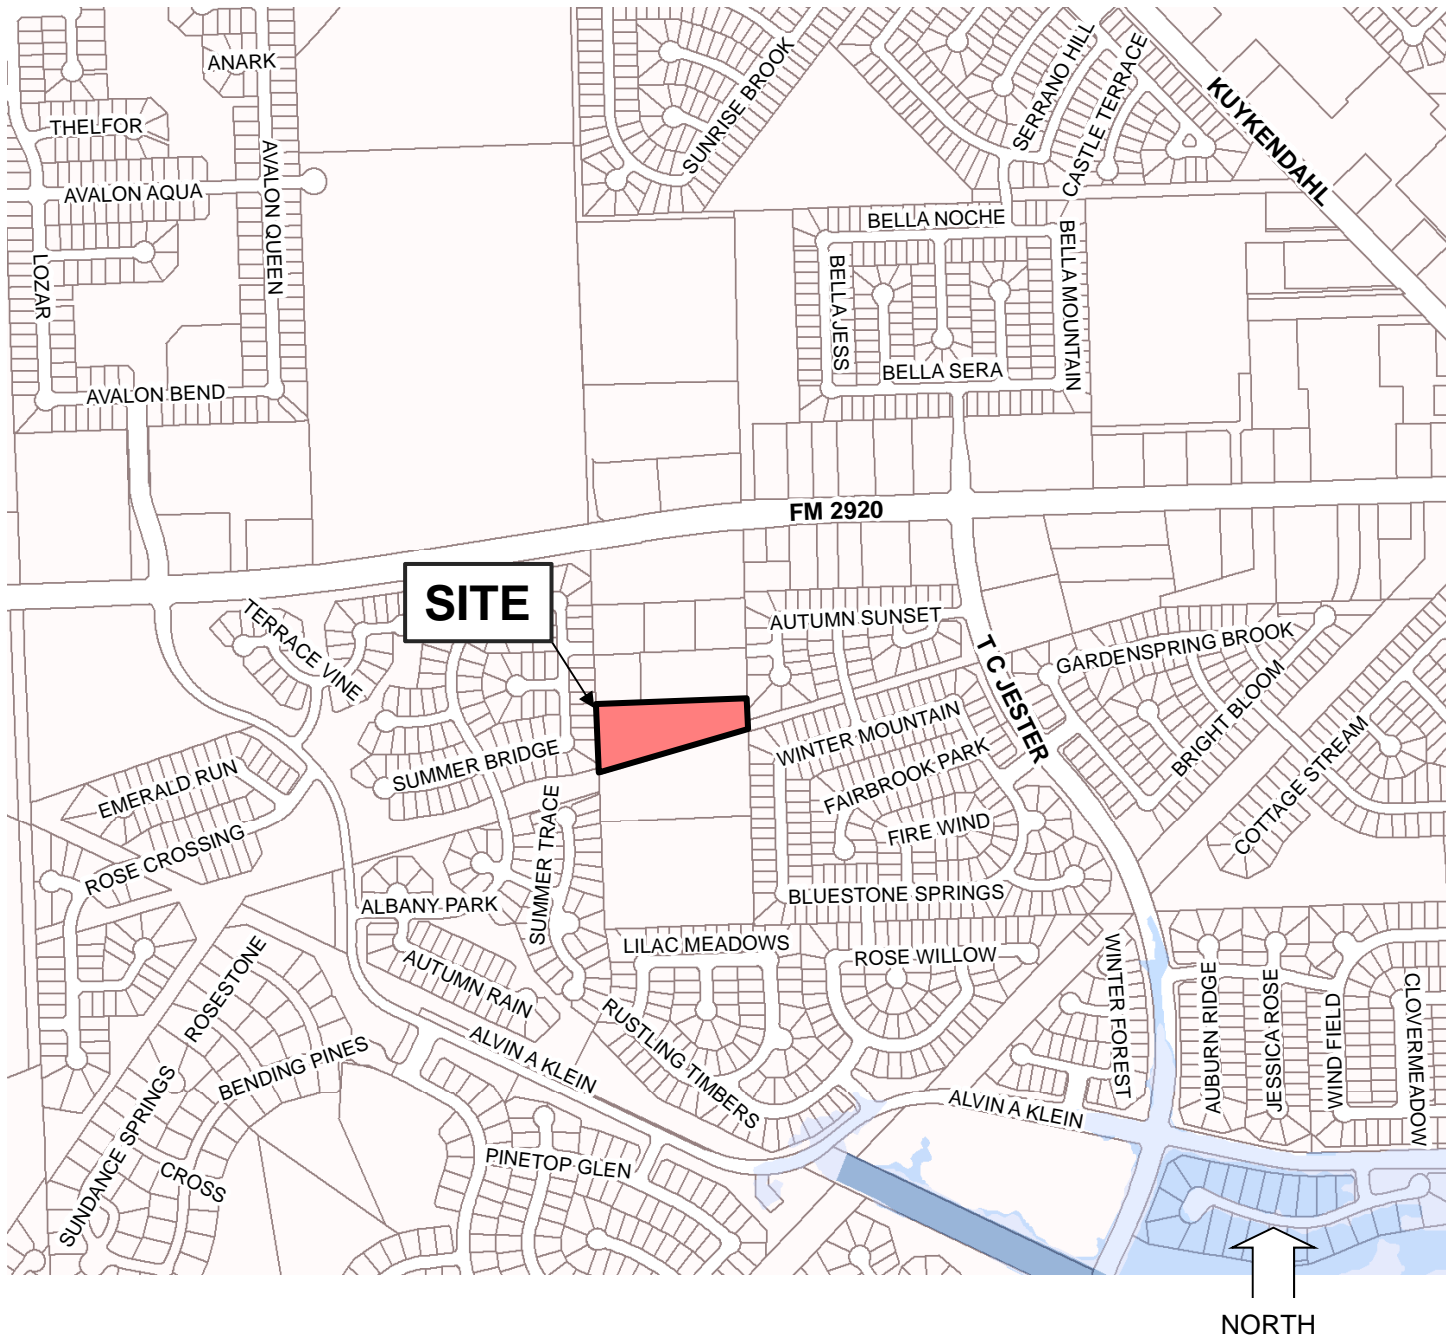 ANARK
SUNRISE BROOK
SERRANO HILL
CASTLE TERRACE
KUYKENDAHL
THELFOR
AVALON AQUA
AVALON QUEEN
LOZAR
AVALON BEND
BELLA NOCHE
BELLA JESS
BELLA MOUNTAIN
BELLA SERA
FM 2920
SITE
TERRACE VINE
AUTUMN SUNSET
T C JESTER
GARDENSPRING BROOK
BRIGHT BLOOM
COTTAGE STREAM
WINTER MOUNTAIN
SUMMER BRIDGE
FAIRBROOK PARK
EMERALD RUN
FIRE WIND
ROSE CROSSING
SUMMER TRACE
ALBANY PARK
BLUESTONE SPRINGS
LILAC MEADOWS
ROSE WILLOW
AUTUMN RAIN
ROSESTONE
RUSTLING TIMBERS
WINTER FOREST
AUBURN RIDGE
JESSICA ROSE
WIND FIELD
CLOVERMEADOW
BENDING PINES
ALVIN A KLEIN
ALVIN A KLEIN
SUNDANCE SPRINGS
CROSS
PINETOP GLEN
NORTH